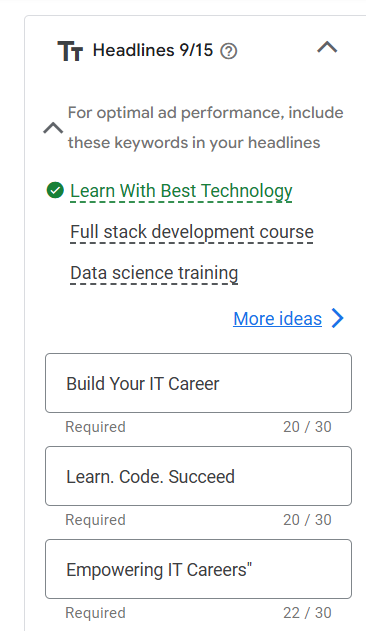 Tт Headlines 9/15 ?
For optimal ad performance, include
these keywords in your headlines
Learn With Best Technology
Full stack development course
Data science training
More ideas
Build Your IT Career
Required 20 / 30
Learn. Code. Succeed
Required 20 / 30
Empowering IT Careers"
Required 22 / 30